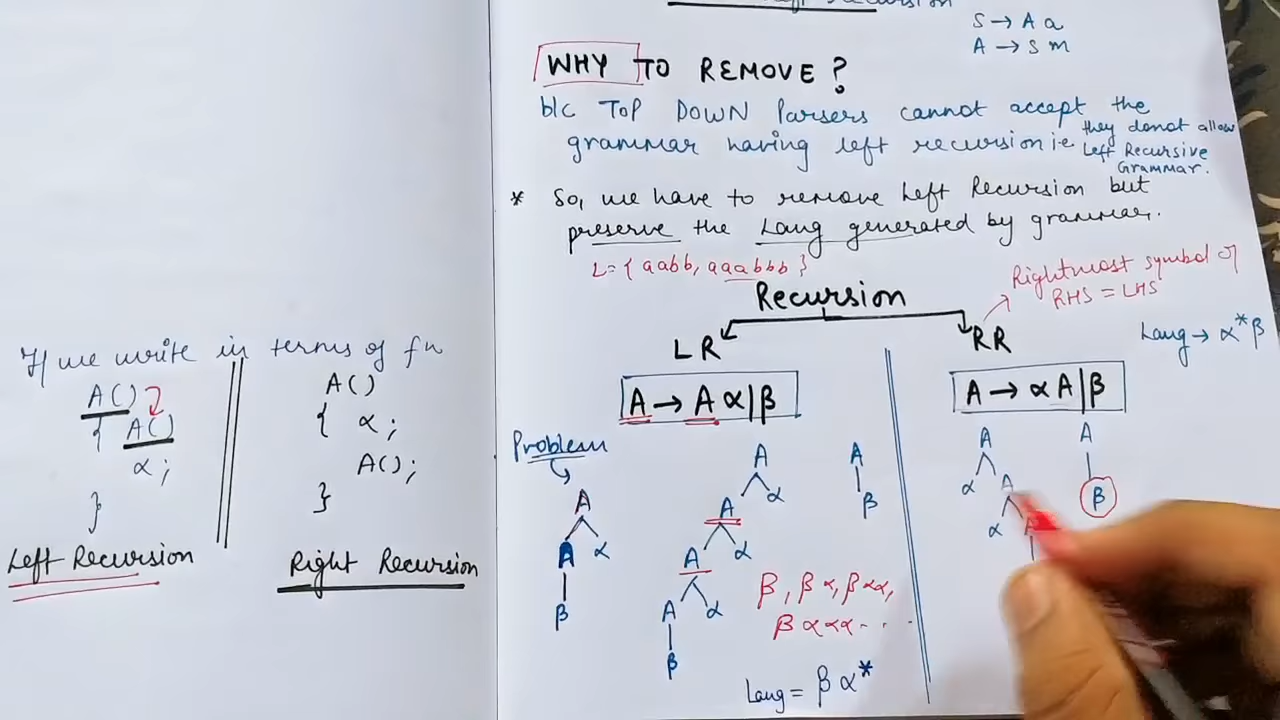 Recursion
S → A a
A → S m
WHY TO REMOVE?
b/c TOP DOWN Parsers cannot accept the
grammar having left recursion i.e. they donot allow
Left Recursive
Grammar.
* So, we have to remove Left Recursion but
preserve the Lang generated by grammar.
L = { aabb, aaabbb }
Rightmost symbol of
RHS = LHS
Recursion
LR
RR
Lang → α*β
A → A α | β
A → α A | β
Problem
A
A α
β
A
A α
A α
A α
β
A
β
β, βα, βαα,
βααα - - .
Lang = βα*
A
α A
α
A
β
If we write in terms of fn
A()
{ A()
α;
}
Left Recursion
A()
{ α;
A();
}
Right Recursion